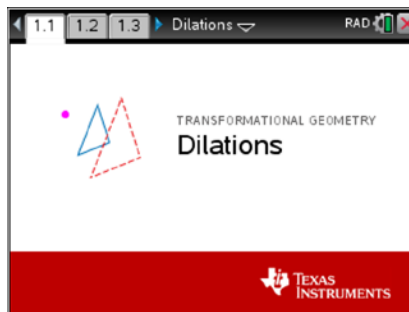 1.1 1.2 1.3 Dilations RAD
TRANSFORMATIONAL GEOMETRY
Dilations
TEXAS
INSTRUMENTS